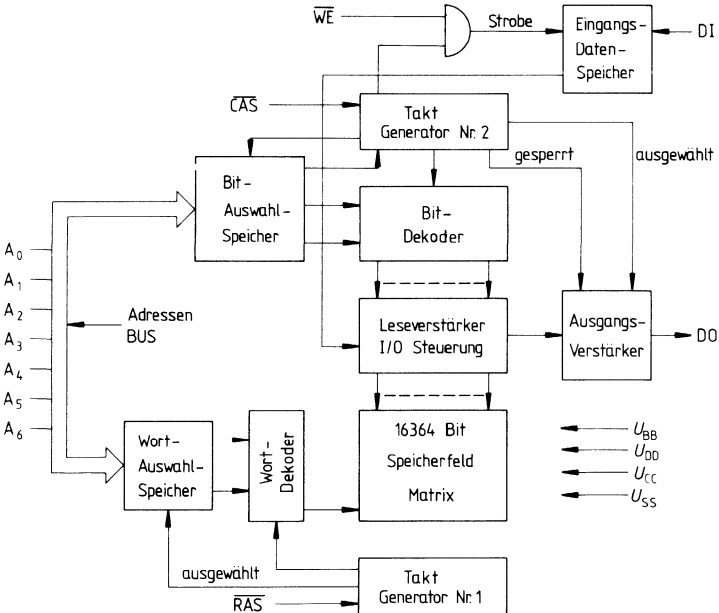 WE
Strobe
Eingangs-
Daten-
Speicher
DI
CAS
Takt
Generator Nr. 2
gesperrt
ausgewählt
Bit-
Auswahl-
Speicher
Bit-
Dekoder
A0
A1
A2
A3
A4
A5
A6
Adressen
BUS
Leseverstärker
I/O Steuerung
Ausgangs-
Verstärker
DO
Wort-
Auswahl-
Speicher
Wort-
Dekoder
16364 Bit
Speicherfeld
Matrix
UBB
UDD
UCC
USS
ausgewählt
RAS
Takt
Generator Nr. 1